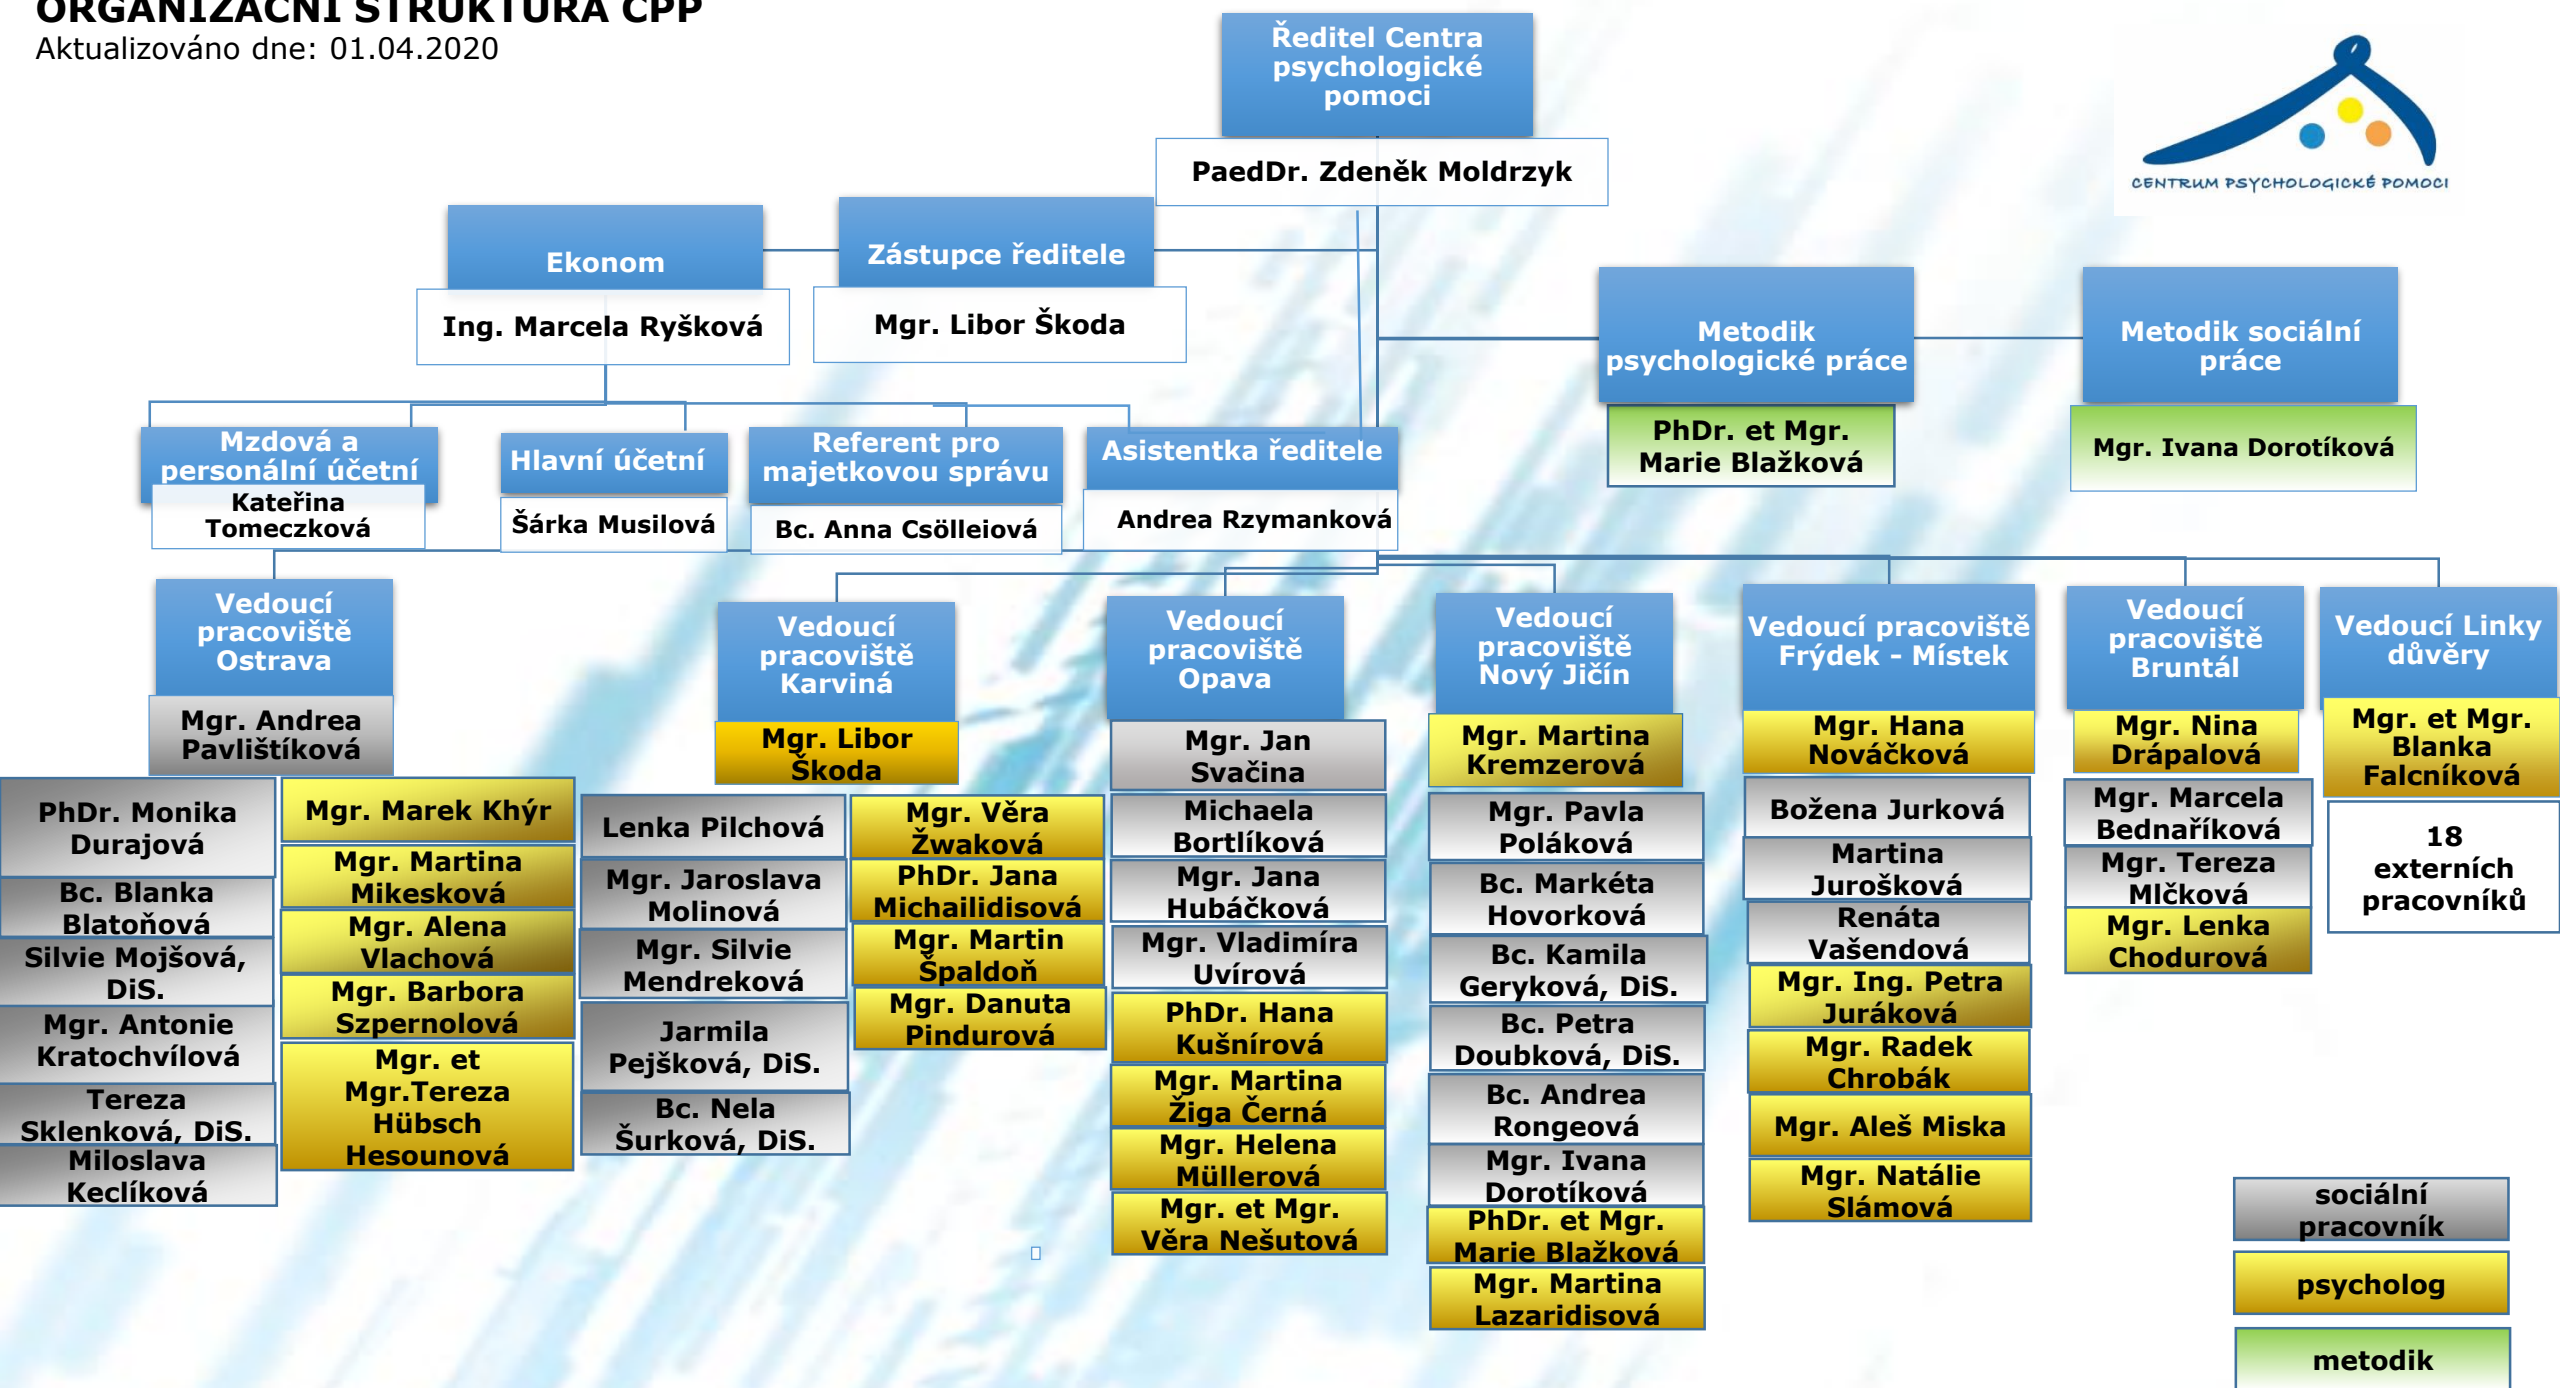 ORGANIZAČNÍ STRUKTURA CPP
Aktualizováno dne: 01.04.2020
Ředitel Centra
psychologické
pomoci
PaedDr. Zdeněk Moldrzyk
CENTRUM PSYCHOLOGICKÉ POMOCI
Ekonom
Ing. Marcela Ryšková
Zástupce ředitele
Mgr. Libor Škoda
Metodik
psychologické práce
PhDr. et Mgr.
Marie Blažková
Metodik sociální
práce
Mgr. Ivana Dorotíková
Mzdová a
personální účetní
Kateřina
Tomeczková
Hlavní účetní
Šárka Musilová
Referent pro
majetkovou správu
Bc. Anna Csölleiová
Asistentka ředitele
Andrea Rzymanková
Vedoucí
pracoviště
Ostrava
Mgr. Andrea
Pavlištíková
PhDr. Monika
Durajová
Bc. Blanka
Blatoňová
Silvie Mojšová,
DiS.
Mgr. Antonie
Kratochvílová
Tereza
Sklenková, DiS.
Miloslava
Keclíková
Mgr. Marek Khýr
Mgr. Martina
Mikesková
Mgr. Alena
Vlachová
Mgr. Barbora
Szpernolová
Mgr. et
Mgr.Tereza
Hübsch
Hesounová
Vedoucí
pracoviště
Karviná
Mgr. Libor
Škoda
Lenka Pilchová
Mgr. Jaroslava
Molinová
Mgr. Silvie
Mendreková
Jarmila
Pejšková, DiS.
Bc. Nela
Šurková, DiS.
Mgr. Věra
Žwaková
PhDr. Jana
Michailidisová
Mgr. Martin
Špaldoň
Mgr. Danuta
Pindurová
Vedoucí
pracoviště
Opava
Mgr. Jan
Svačina
Michaela
Bortlíková
Mgr. Jana
Hubáčková
Mgr. Vladimíra
Uvírová
PhDr. Hana
Kušnírová
Mgr. Martina
Žiga Černá
Mgr. Helena
Müllerová
Mgr. et Mgr.
Věra Nešutová
Vedoucí
pracoviště
Nový Jičín
Mgr. Martina
Kremzerová
Mgr. Pavla
Poláková
Bc. Markéta
Hovorková
Bc. Kamila
Geryková, DiS.
Bc. Petra
Doubková, DiS.
Bc. Andrea
Rongeová
Mgr. Ivana
Dorotíková
PhDr. et Mgr.
Marie Blažková
Mgr. Martina
Lazaridisová
Vedoucí pracoviště
Frýdek - Místek
Mgr. Hana
Nováčková
Božena Jurková
Martina
Jurošková
Renáta
Vašendová
Mgr. Ing. Petra
Juráková
Mgr. Radek
Chrobák
Mgr. Aleš Miska
Mgr. Natálie
Slámová
Vedoucí
pracoviště
Bruntál
Mgr. Nina
Drápalová
Mgr. Marcela
Bednaříková
Mgr. Tereza
Mlčková
Mgr. Lenka
Chodurová
Vedoucí Linky
důvěry
Mgr. et Mgr.
Blanka
Falcníková
18
externích
pracovníků
sociální
pracovník
psycholog
metodik